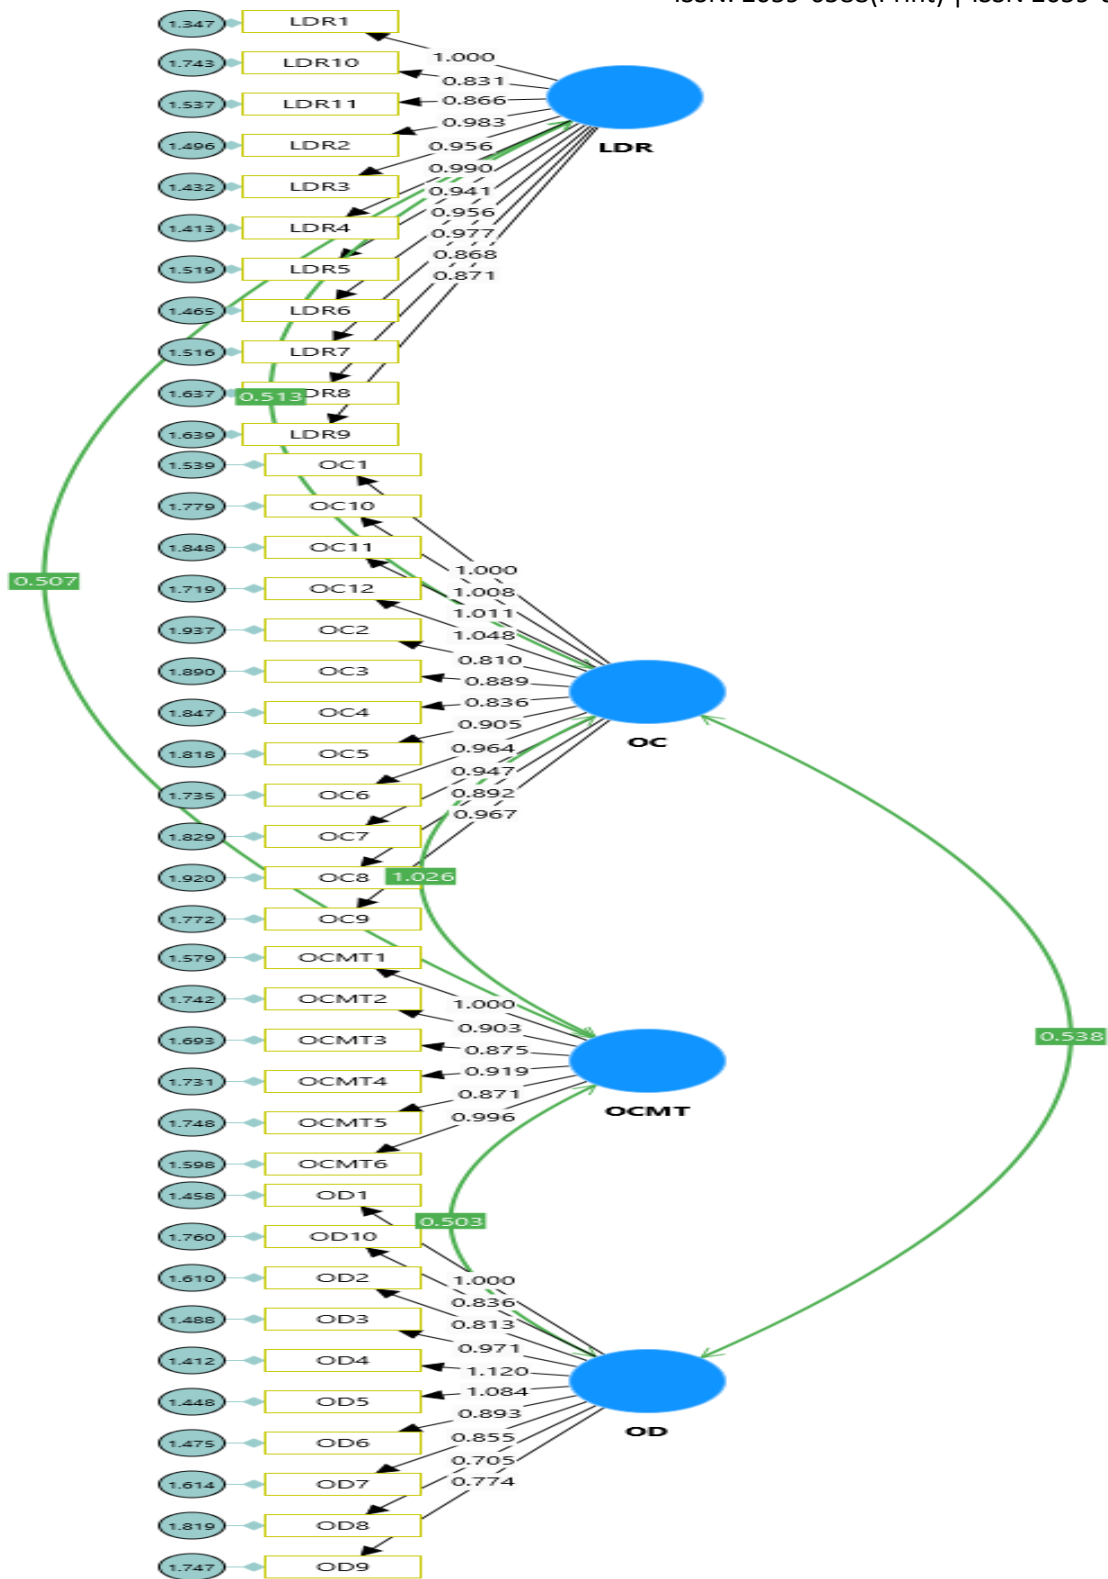 1.347 LDR1
1.000
1.743 LDR10
0.831
1.537 LDR11
0.866
0.983
1.496 LDR2
0.956
LDR
0.990
1.432 LDR3
0.941
0.956
1.413 LDR4
0.977
0.868
1.519 LDR5
0.871
1.465 LDR6
1.516 LDR7
1.637 0.513 DR8
1.639 LDR9
1.539 OC1
1.779 OC10
1.848 OC11
1.000
0.507
1.719 OC12
1.008
1.011
1.937 OC2
1.048
0.810
1.890 OC3
0.889
0.836
1.847 OC4
0.905
OC
1.818 OC5
0.964
0.947
1.735 OC6
0.892
0.967
1.829 OC7
1.920 OC8
1.026
1.772 OC9
1.579 OCMT1
1.742 OCMT2
1.000
0.903
0.538
1.693 OCMT3
0.875
0.919
1.731 OCMT4
0.871
OCMT
0.996
1.748 OCMT5
1.598 OCMT6
1.458 OD1
0.503
1.760 OD10
1.610 OD2
1.000
0.836
1.488 OD3
0.813
0.971
1.412 OD4
1.120
1.084
1.448 OD5
0.893
OD
1.475 OD6
0.855
0.705
1.614 OD7
0.774
1.819 OD8
1.747 OD9